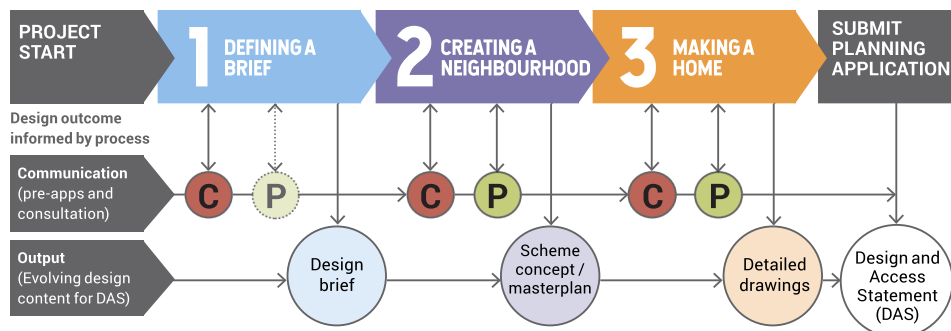 PROJECT
START
1
DEFINING A
BRIEF
2
CREATING A
NEIGHBOURHOOD
3
MAKING A
HOME
SUBMIT
PLANNING
APPLICATION
Design outcome
informed by process
Communication
(pre-apps and
consultation)
C
P
C
P
C
P
Output
(Evolving design
content for DAS)
Design
brief
Scheme
concept /
masterplan
Detailed
drawings
Design and
Access
Statement
(DAS)